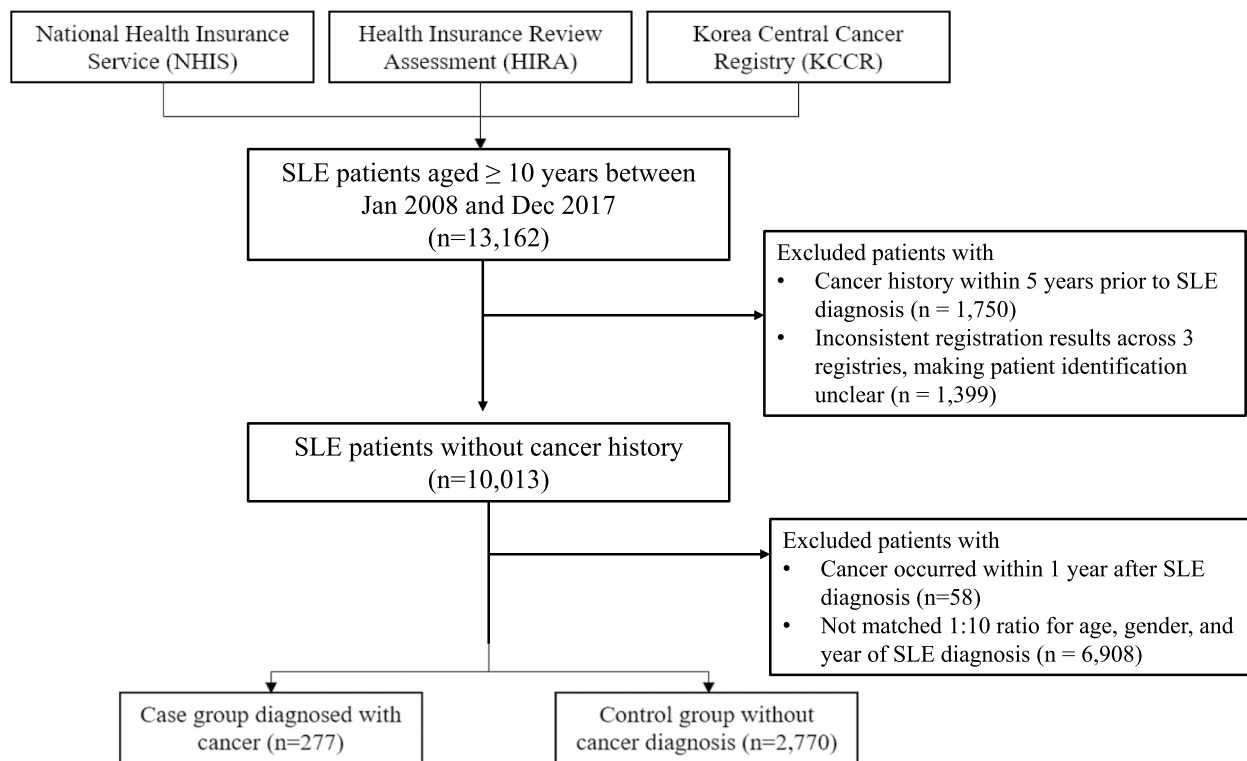 National Health Insurance
Service (NHIS)
Health Insurance Review
Assessment (HIRA)
Korea Central Cancer
Registry (KCCR)
SLE patients aged ≥ 10 years between
Jan 2008 and Dec 2017
(n=13,162)
Excluded patients with
• Cancer history within 5 years prior to SLE
diagnosis (n = 1,750)
• Inconsistent registration results across 3
registries, making patient identification
unclear (n = 1,399)
SLE patients without cancer history
(n=10,013)
Excluded patients with
• Cancer occurred within 1 year after SLE
diagnosis (n=58)
• Not matched 1:10 ratio for age, gender, and
year of SLE diagnosis (n = 6,908)
Case group diagnosed with
cancer (n=277)
Control group without
cancer diagnosis (n=2,770)